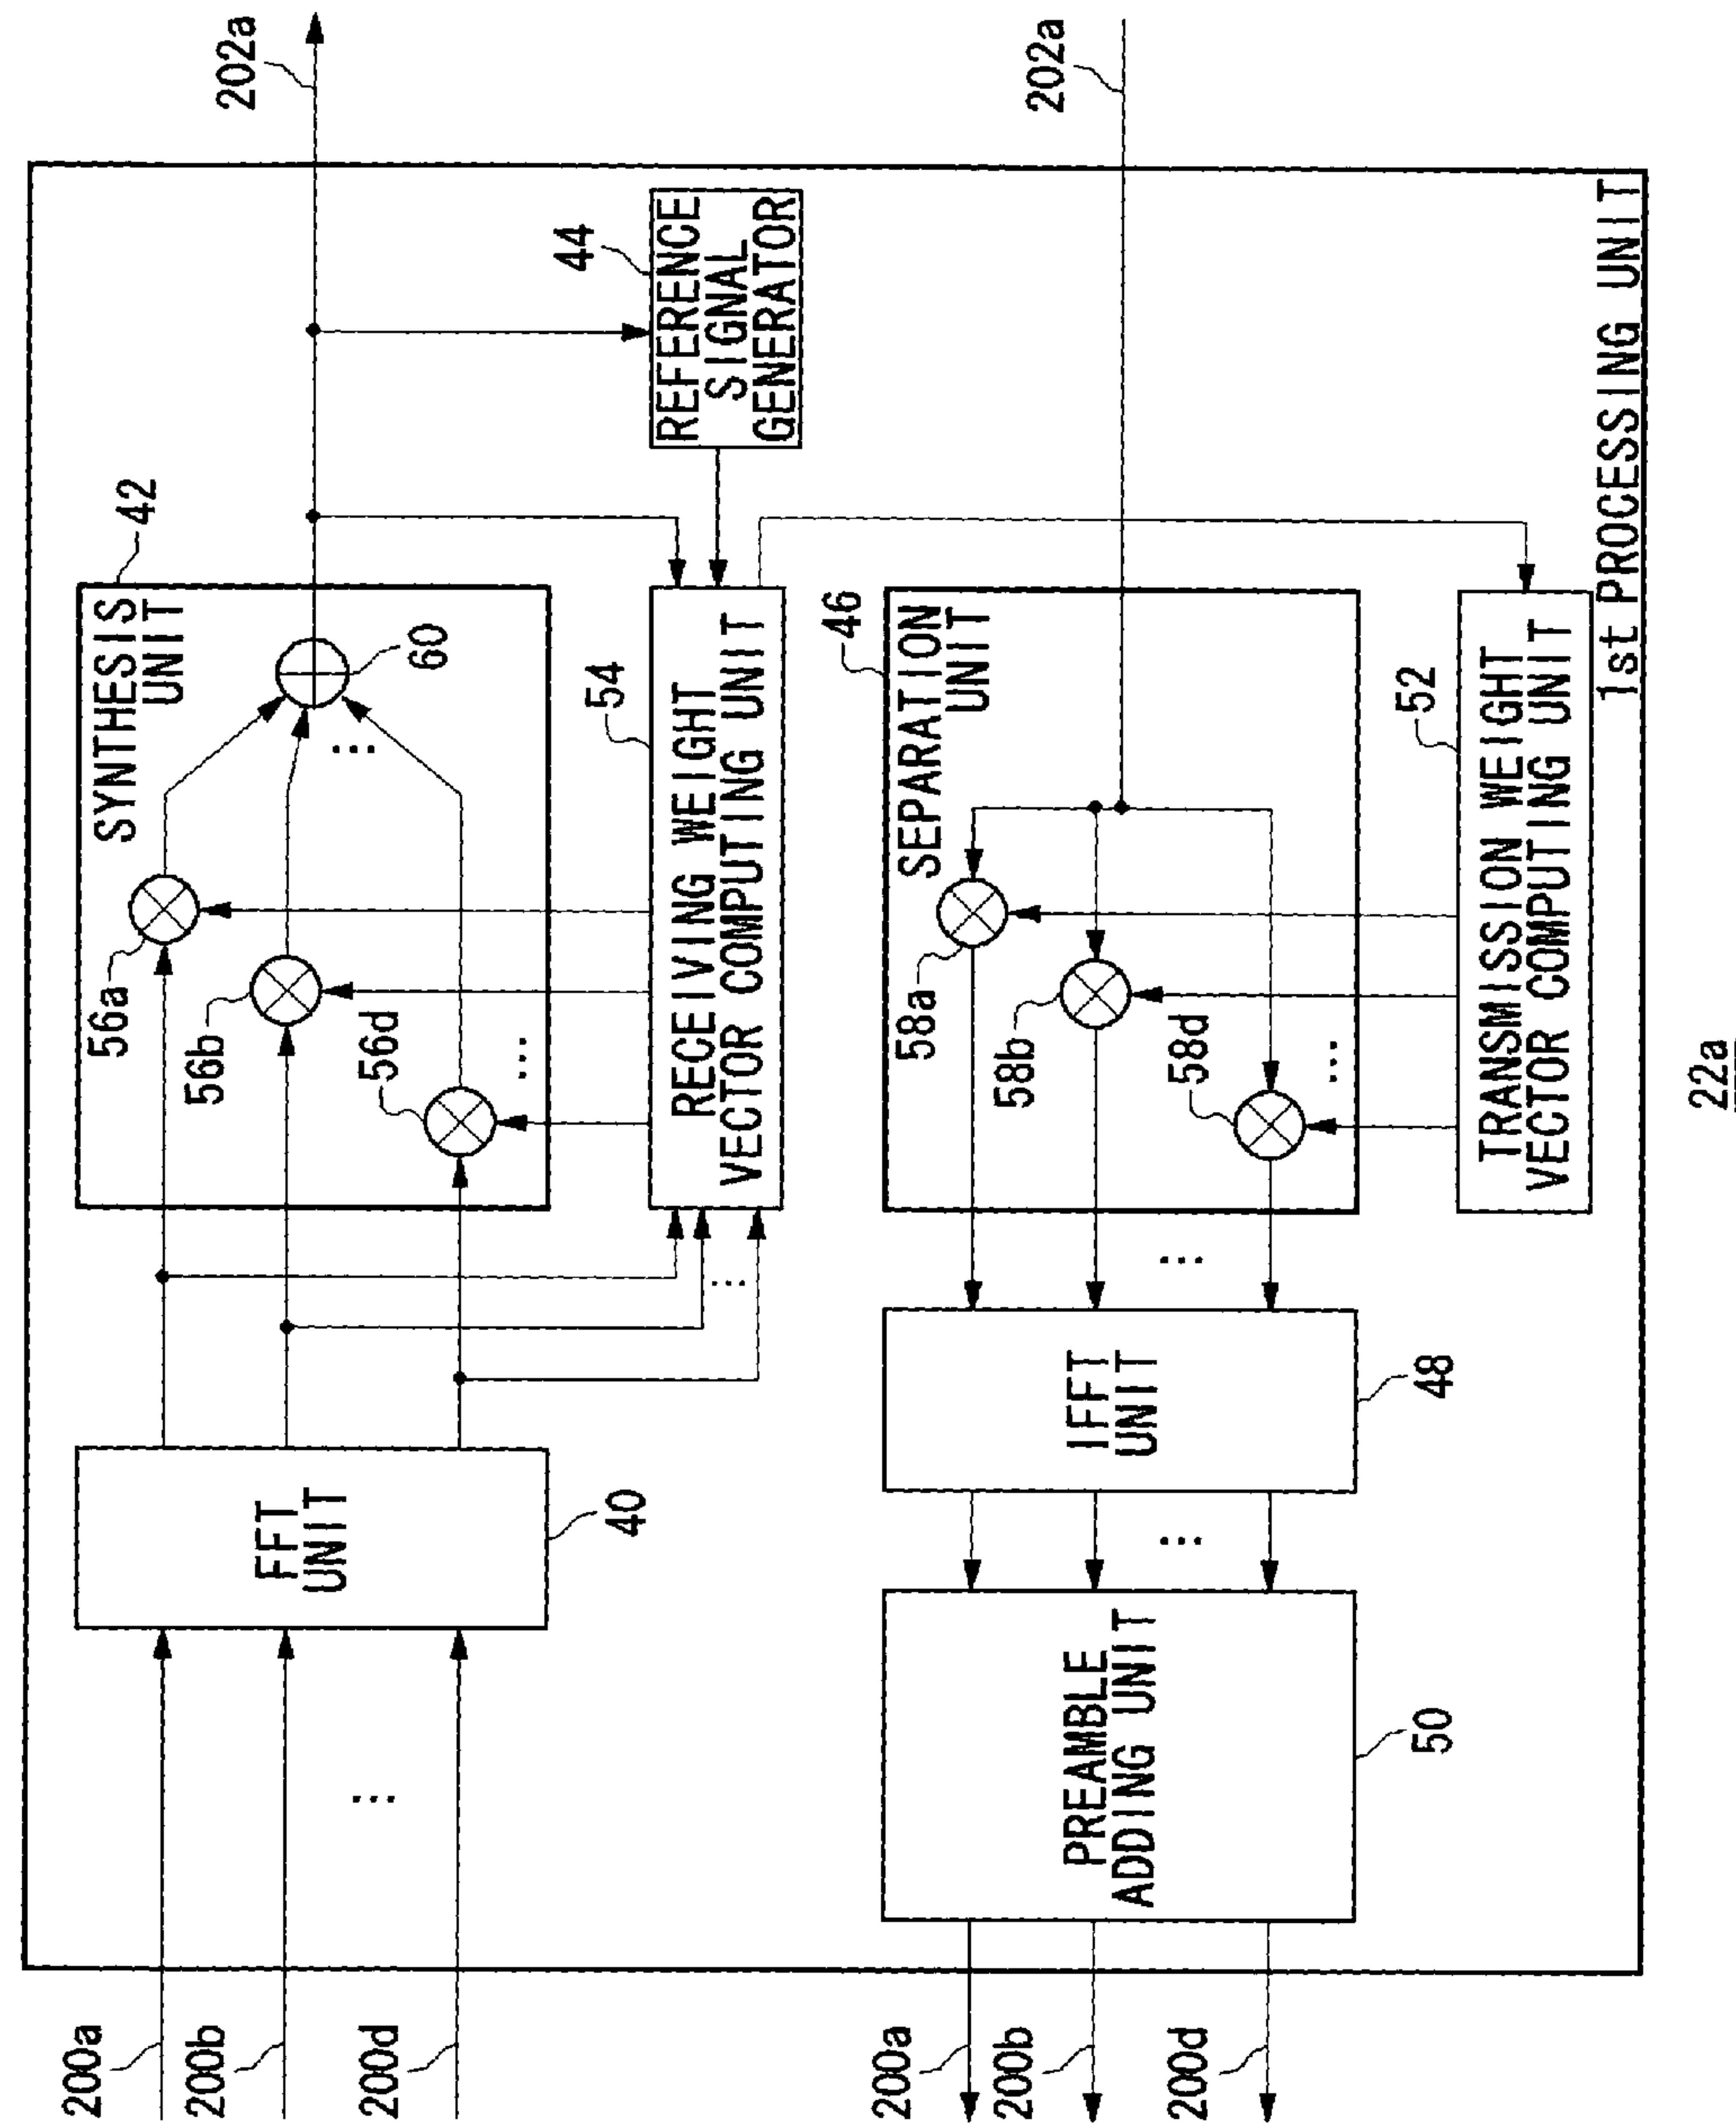 200a
200b
200d
...
FFT
UNIT
40
SYNTHESIS
UNIT
42
56a
56b
56d
...
...
60
202a
...
RECEIVING WEIGHT
VECTOR COMPUTING UNIT
54
REFERENCE
SIGNAL
GENERATOR
44
200a
200b
200d
PREAMBLE
ADDING UNIT
50
...
IFFT
UNIT
48
...
SEPARATION
UNIT
46
58a
58b
58d
...
202a
TRANSMISSION WEIGHT
VECTOR COMPUTING UNIT
52
1st PROCESSING UNIT
22a